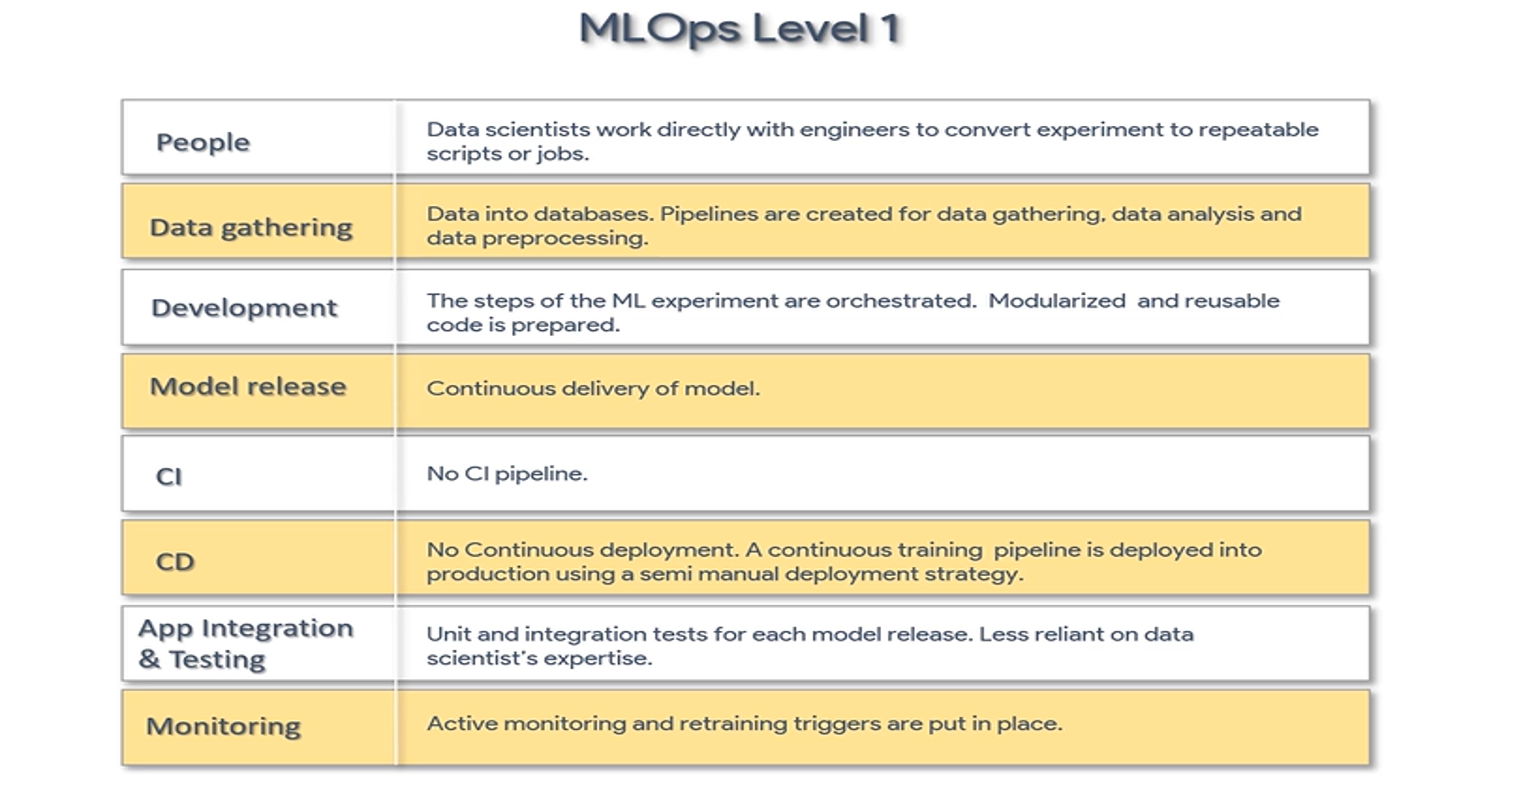 MLOps Level 1
People
Data scientists work directly with engineers to convert experiment to repeatable
scripts or jobs.
Data gathering
Data into databases. Pipelines are created for data gathering, data analysis and
data preprocessing.
Development
The steps of the ML experiment are orchestrated.  Modularized  and reusable
code is prepared.
Model release
Continuous delivery of model.
CI
No CI pipeline.
CD
No Continuous deployment. A continuous training  pipeline is deployed into
production using a semi manual deployment strategy.
App Integration
& Testing
Unit and integration tests for each model release. Less reliant on data
scientist's expertise.
Monitoring
Active monitoring and retraining triggers are put in place.